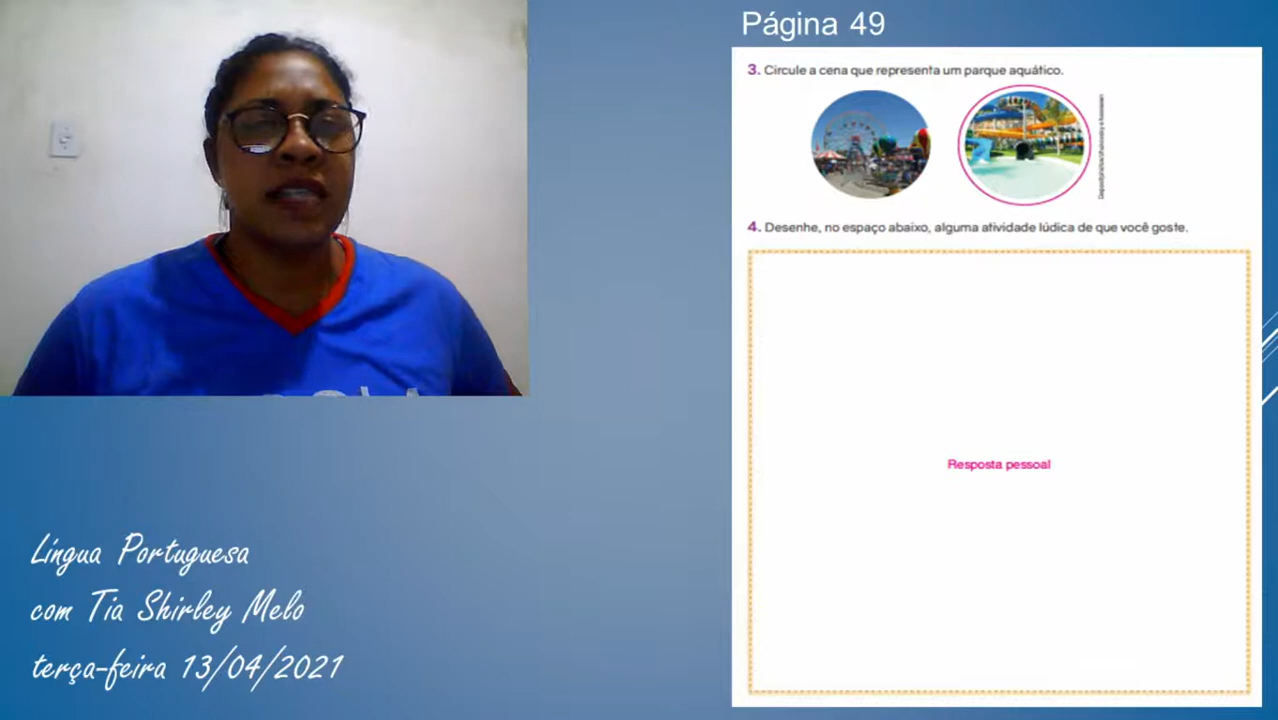 Página 49
3. Circule a cena que representa um parque aquático.
4. Desenhe, no espaço abaixo, alguma atividade lúdica de que você goste.
Resposta pessoal
Língua Portuguesa
com Tia Shirley Melo
terça-feira 13/04/2021